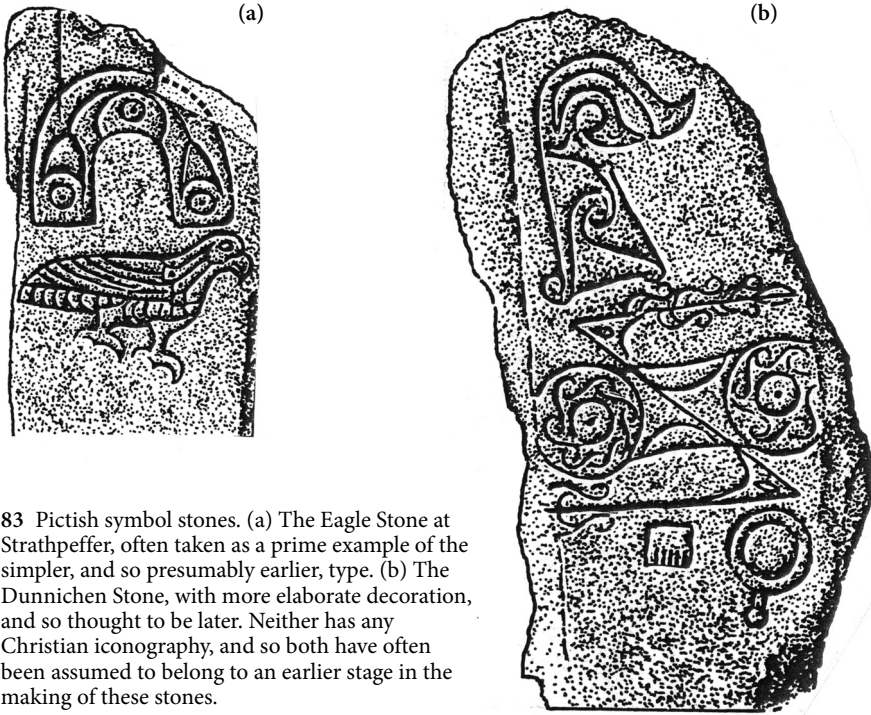 (a)
(b)
83 Pictish symbol stones. (a) The Eagle Stone at
Strathpeffer, often taken as a prime example of the
simpler, and so presumably earlier, type. (b) The
Dunnichen Stone, with more elaborate decoration,
and so thought to be later. Neither has any
Christian iconography, and so both have often
been assumed to belong to an earlier stage in the
making of these stones.